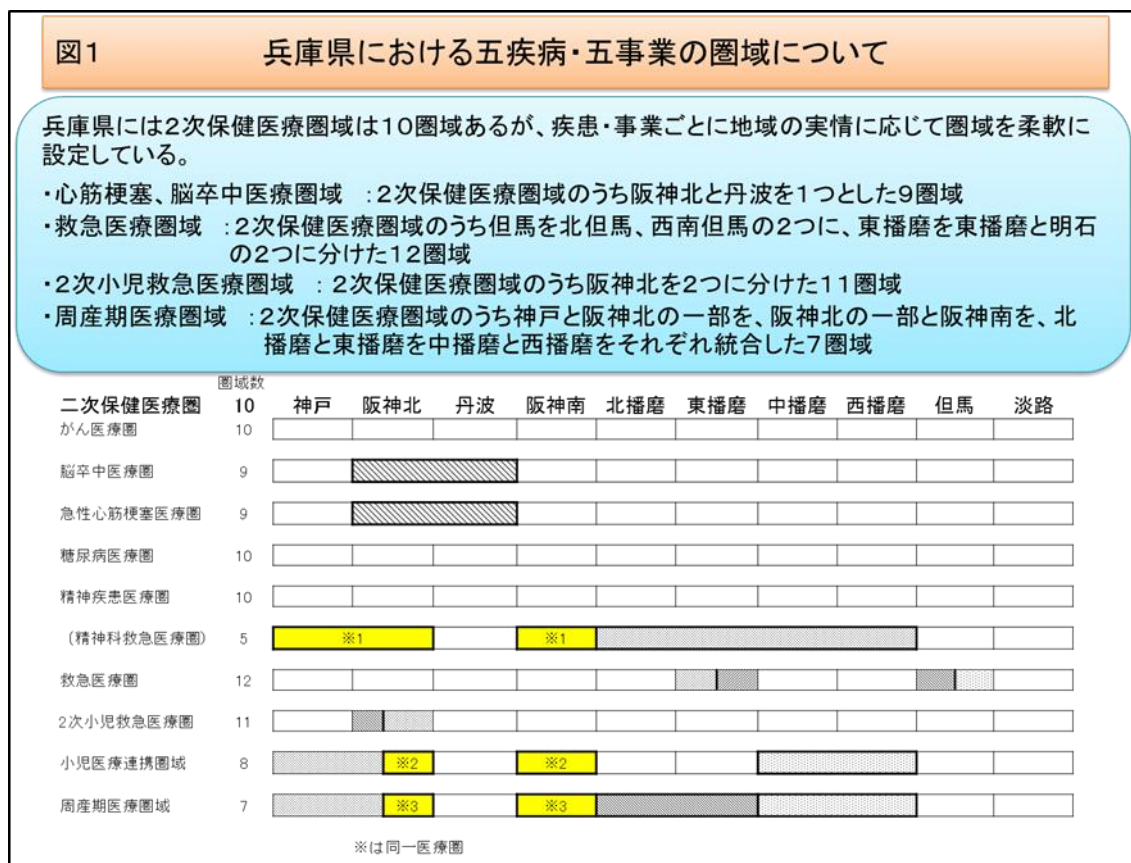 図1 兵庫県における五疾病・五事業の圏域について
兵庫県には2次保健医療圏域は10圏域あるが、疾患・事業ごとに地域の実情に応じて圏域を柔軟に
設定している。
・心筋梗塞、脳卒中医療圏域 :2次保健医療圏域のうち阪神北と丹波を1つとした9圏域
・救急医療圏域 :2次保健医療圏域のうち但馬を北但馬、西南但馬の2つに、東播磨を東播磨と明石
の2つに分けた12圏域
・2次小児救急医療圏域 : 2次保健医療圏域のうち阪神北を2つに分けた11圏域
・周産期医療圏域 :2次保健医療圏域のうち神戸と阪神北の一部を、阪神北の一部と阪神南を、北
播磨と東播磨を中播磨と西播磨をそれぞれ統合した7圏域
圏域数
二次保健医療圏 10 神戸 阪神北 丹波 阪神南 北播磨 東播磨 中播磨 西播磨 但馬 淡路
がん医療圏 10
脳卒中医療圏 9
急性心筋梗塞医療圏 9
糖尿病医療圏 10
精神疾患医療圏 10
(精神科救急医療圏) 5 ※1 ※1
救急医療圏 12
2次小児救急医療圏 11
小児医療連携圏域 8 ※2 ※2
周産期医療圏域 7 ※3 ※3
※は同一医療圏